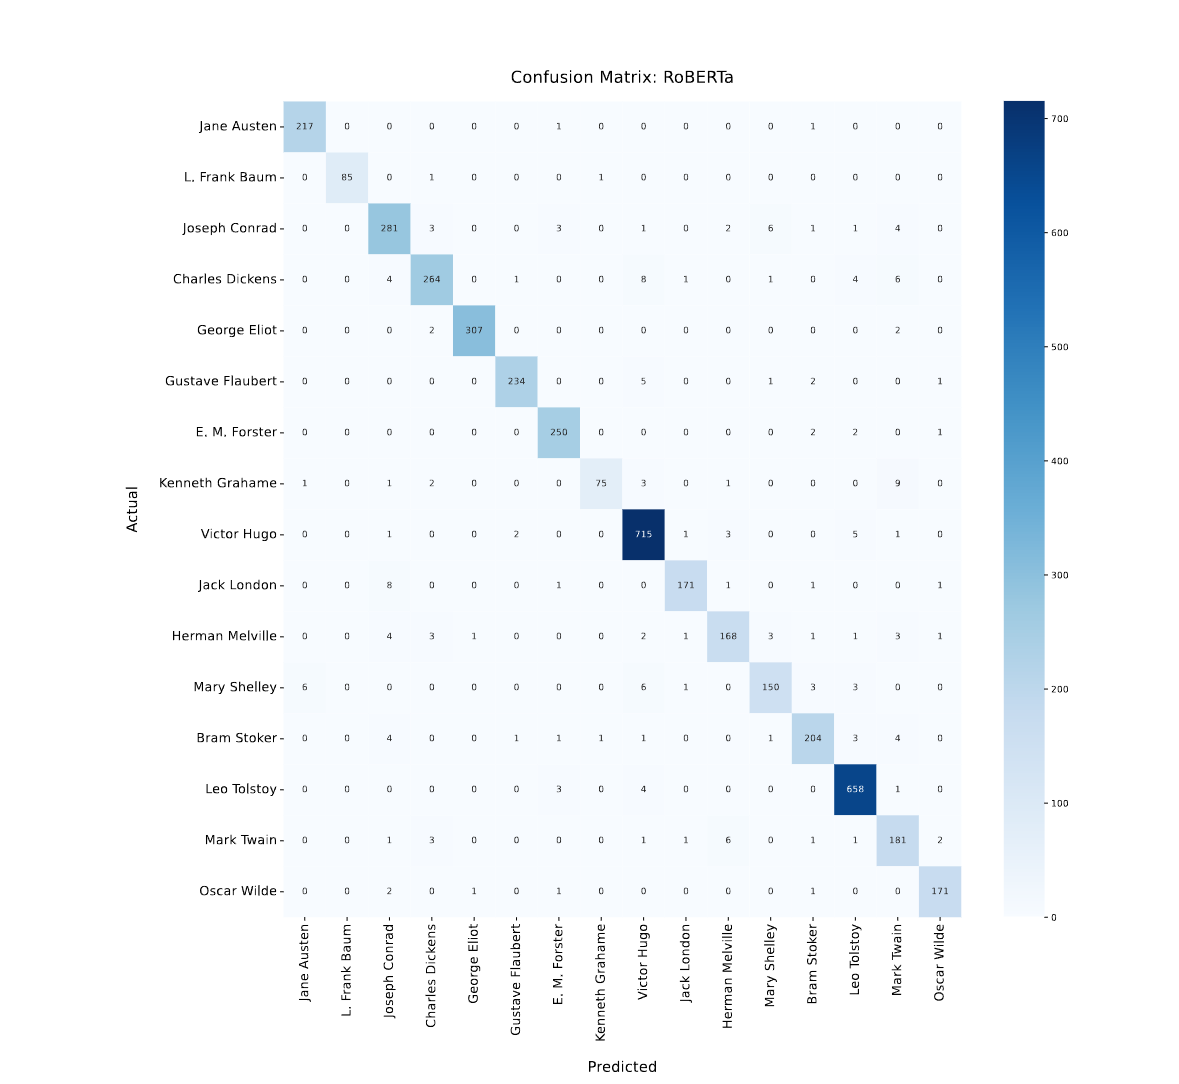 Confusion Matrix: RoBERTa
Jane Austen 217 0 0 0 0 0 1 0 0 0 0 0 1 0 0 0
L. Frank Baum 0 85 0 1 0 0 0 1 0 0 0 0 0 0 0 0
Joseph Conrad 0 0 281 3 0 0 3 0 1 0 2 6 1 1 4 0
Charles Dickens 0 0 4 264 0 1 0 0 8 1 0 1 0 4 6 0
George Eliot 0 0 0 2 307 0 0 0 0 0 0 0 0 0 2 0
Gustave Flaubert 0 0 0 0 0 234 0 0 5 0 0 1 2 0 0 1
E. M. Forster 0 0 0 0 0 0 250 0 0 0 0 0 2 2 0 1
Kenneth Grahame 1 0 1 2 0 0 0 75 3 0 1 0 0 0 9 0
Victor Hugo 0 0 1 0 0 2 0 0 715 1 3 0 0 5 1 0
Jack London 0 0 8 0 0 0 1 0 0 171 1 0 1 0 0 1
Herman Melville 0 0 4 3 1 0 0 0 2 1 168 3 1 1 3 1
Mary Shelley 6 0 0 0 0 0 0 0 6 1 0 150 3 3 0 0
Bram Stoker 0 0 4 0 0 1 1 1 1 0 0 1 204 3 4 0
Leo Tolstoy 0 0 0 0 0 0 3 0 4 0 0 0 0 658 1 0
Mark Twain 0 0 1 3 0 0 0 0 1 1 6 0 1 1 181 2
Oscar Wilde 0 0 2 0 1 0 1 0 0 0 0 0 1 0 0 171
Actual
Jane Austen
L. Frank Baum
Joseph Conrad
Charles Dickens
George Eliot
Gustave Flaubert
E. M. Forster
Kenneth Grahame
Victor Hugo
Jack London
Herman Melville
Mary Shelley
Bram Stoker
Leo Tolstoy
Mark Twain
Oscar Wilde
Predicted
700
600
500
400
300
200
100
0